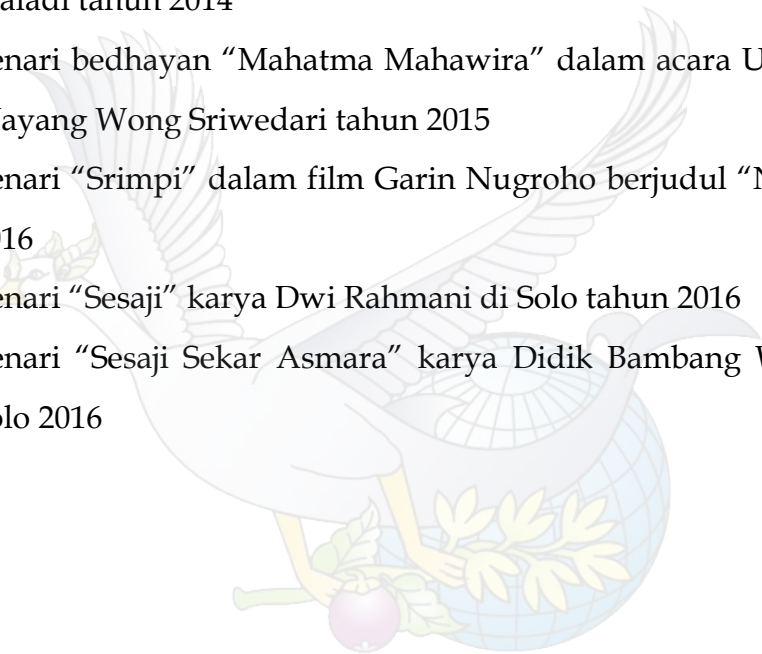 aladi tahun 2014
enari bedhayan “Mahatma Mahawira” dalam acara U
Wayang Wong Sriwedari tahun 2015
enari “Srimpi” dalam film Garin Nugroho berjudul “N
016
enari “Sesaji” karya Dwi Rahmani di Solo tahun 2016
enari “Sesaji Sekar Asmara” karya Didik Bambang W
olo 2016